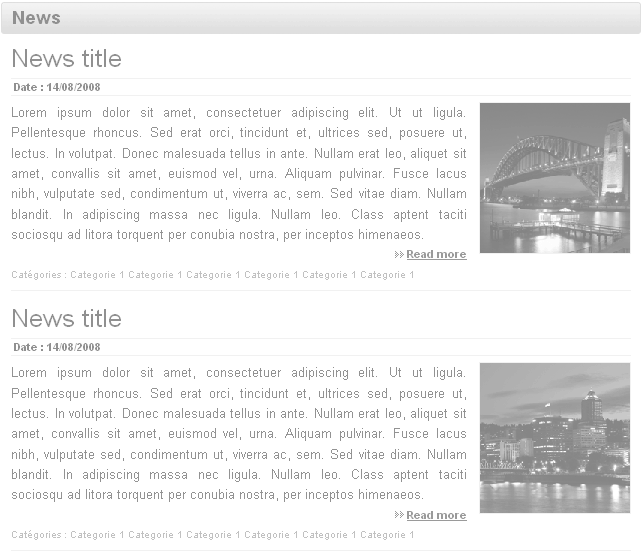 News
News title
Date : 14/08/2008
Lorem ipsum dolor sit amet, consectetuer adipiscing elit. Ut ut ligula.
Pellentesque rhoncus. Sed erat orci, tincidunt et, ultrices sed, posuere ut,
lectus. In volutpat. Donec malesuada tellus in ante. Nullam erat leo, aliquet sit
amet, convallis sit amet, euismod vel, urna. Aliquam pulvinar. Fusce lacus
nibh, vulputate sed, condimentum ut, viverra ac, sem. Sed vitae diam. Nullam
blandit. In adipiscing massa nec ligula. Nullam leo. Class aptent taciti
sociosqu ad litora torquent per conubia nostra, per inceptos himenaeos.
Read more
Catégories : Categorie 1 Categorie 1 Categorie 1 Categorie 1 Categorie 1 Categorie 1
News title
Date : 14/08/2008
Lorem ipsum dolor sit amet, consectetuer adipiscing elit. Ut ut ligula.
Pellentesque rhoncus. Sed erat orci, tincidunt et, ultrices sed, posuere ut,
lectus. In volutpat. Donec malesuada tellus in ante. Nullam erat leo, aliquet sit
amet, convallis sit amet, euismod vel, urna. Aliquam pulvinar. Fusce lacus
nibh, vulputate sed, condimentum ut, viverra ac, sem. Sed vitae diam. Nullam
blandit. In adipiscing massa nec ligula. Nullam leo. Class aptent taciti
sociosqu ad litora torquent per conubia nostra, per inceptos himenaeos.
Read more
Catégories : Categorie 1 Categorie 1 Categorie 1 Categorie 1 Categorie 1 Categorie 1